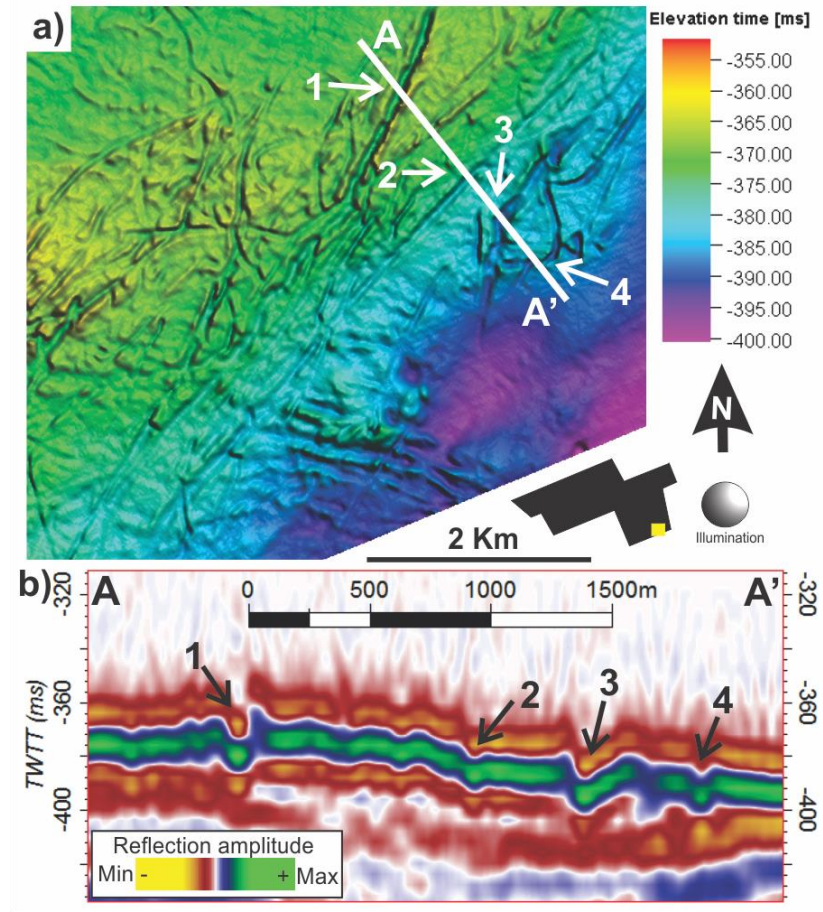 a)
Elevation time [ms]
-355.00
-360.00
-365.00
-370.00
-375.00
-380.00
-385.00
-390.00
-395.00
-400.00
A
1
2
3
4
A’
N
Illumination
2 Km
b)
A
A’
0 500 1000 1500m
-320
-360
-400
TWTT (ms)
-320
-360
-400
1
2
3
4
Reflection amplitude
Min - + Max